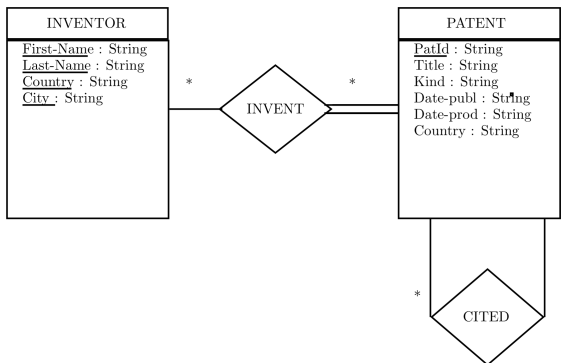 INVENTOR
First-Name : String
Last-Name : String
Country : String
City : String
*
INVENT
*
PATENT
PatId : String
Title : String
Kind : String
Date-publ : String
Date-prod : String
Country : String
*
CITED